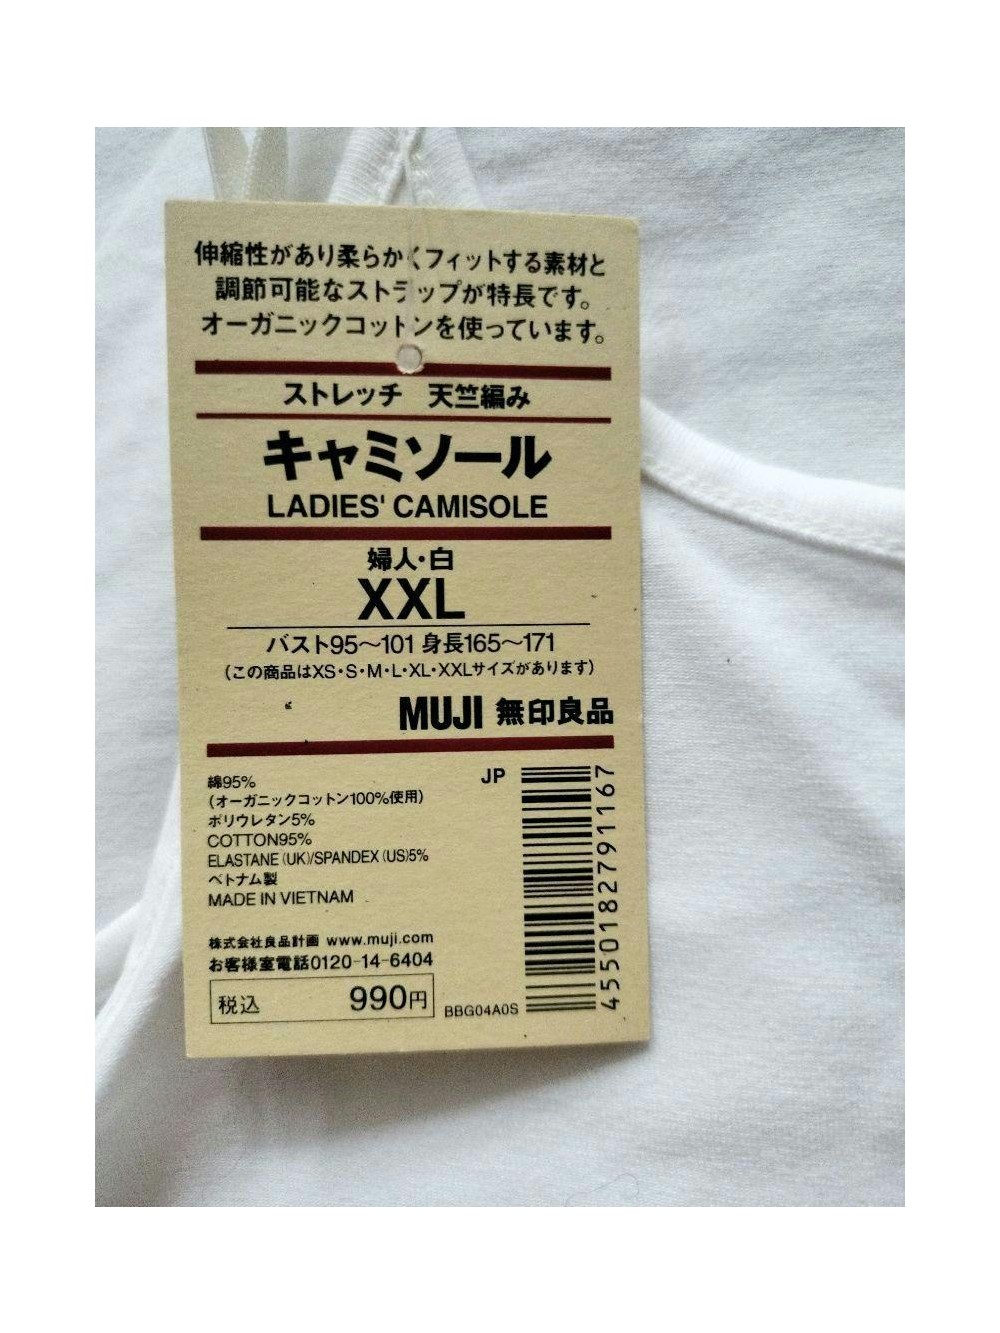 伸縮性があり柔らかくフィットする素材と
調節可能なストラップが特長です。
オーガニックコットンを使っています。
ストレッチ 天竺編み
キャミソール
LADIES' CAMISOLE
婦人・白
XXL
バスト95〜101 身長165〜171
(この商品はXS・S・M・L・XL・XXLサイズがあります)
MUJI 無印良品
綿95%
(オーガニックコットン100%使用)
ポリウレタン5%
COTTON95%
ELASTANE(UK)/SPANDEX(US)5%
ベトナム製
MADE IN VIETNAM
株式会社良品計画 www.muji.com
お客様室電話0120-14-6404
税込 990円
BBG04A0S
JP
4550182791167